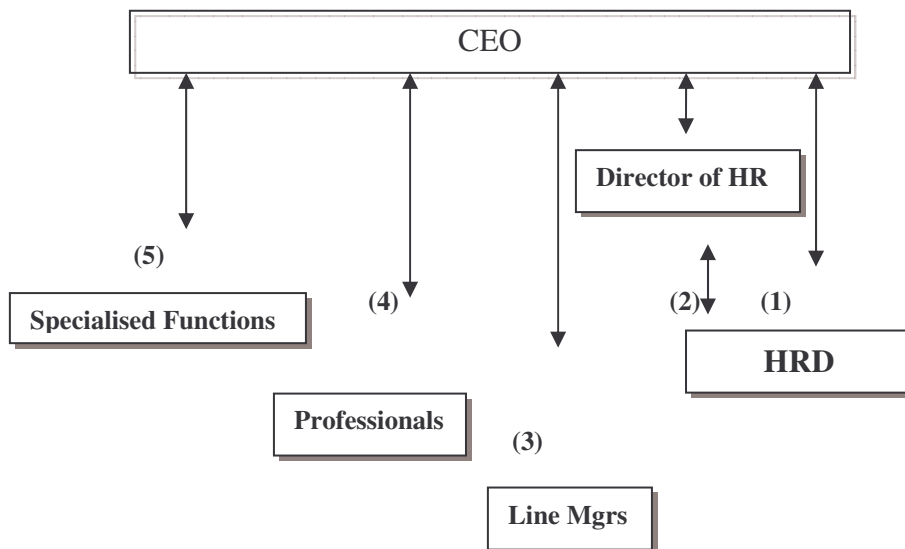 CEO
Director of HR
(5)
(4)
(2)
(1)
Specialised Functions
HRD
Professionals
(3)
Line Mgrs